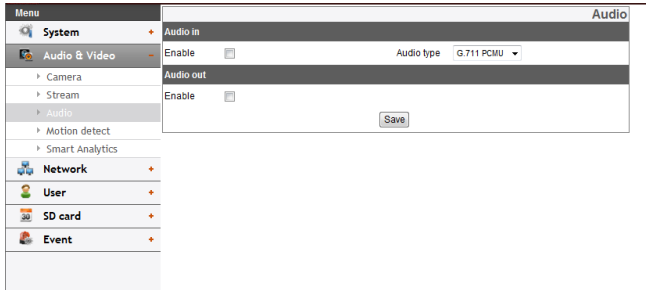 Menu
System +
Audio & Video -
Camera
Stream
Audio
Motion detect
Smart Analytics
Network +
User +
30 SD card +
Event +
Audio
Audio in
Enable Audio type G.711 PCMU
Audio out
Enable
Save